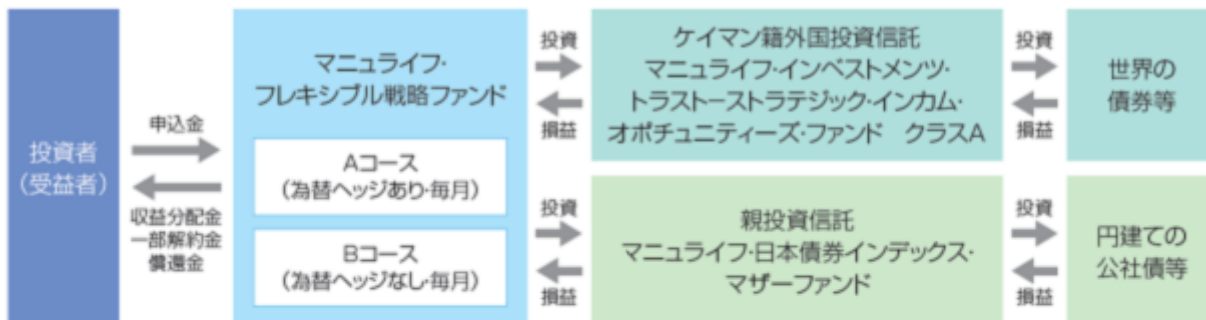 投資者
(受益者)
申込金
収益分配金
一部解約金
償還金
マニュライフ・
フレキシブル戦略ファンド
Aコース
(為替ヘッジあり・毎月)
Bコース
(為替ヘッジなし・毎月)
投資
損益
ケイマン籍外国投資信託
マニュライフ・インベストメンツ・
トラストーストラテジック・インカム・
オポチュニティーズ・ファンド クラスA
投資
損益
世界の
債券等
投資
損益
親投資信託
マニュライフ・日本債券インデックス・
マザーファンド
投資
損益
円建ての
公社債等